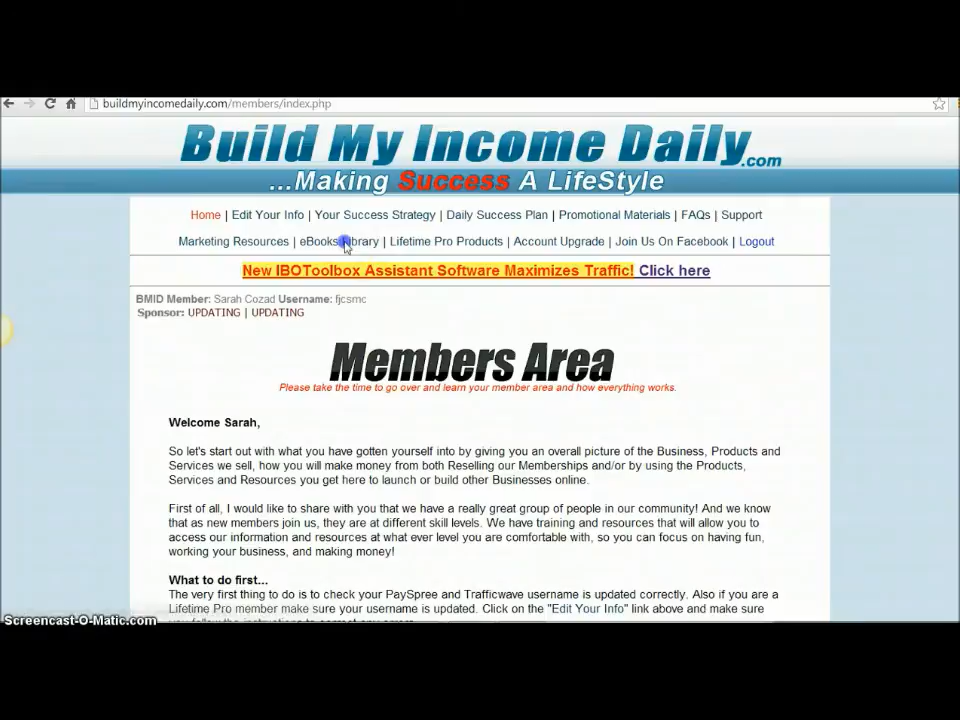 buildmyincomedaily.com/members/index.php
Build My Income Daily.com
...Making Success A LifeStyle
Home | Edit Your Info | Your Success Strategy | Daily Success Plan | Promotional Materials | FAQs | Support
Marketing Resources | eBooks Library | Lifetime Pro Products | Account Upgrade | Join Us On Facebook | Logout
New IBOToolbox Assistant Software Maximizes Traffic! Click here
BMID Member: Sarah Cozad Username: fjcsmc
Sponsor: UPDATING | UPDATING
Members Area
Please take the time to go over and learn your member area and how everything works.
Welcome Sarah,
So let's start out with what you have gotten yourself into by giving you an overall picture of the Business, Products and
Services we sell, how you will make money from both Reselling our Memberships and/or by using the Products,
Services and Resources you get here to launch or build other Businesses online.
First of all, I would like to share with you that we have a really great group of people in our community! And we know
that as new members join us, they are at different skill levels. We have training and resources that will allow you to
access our information and resources at what ever level you are comfortable with, so you can focus on having fun,
working your business, and making money!
What to do first...
The very first thing to do is to check your PaySpree and Trafficwave username is updated correctly. Also if you are a
Lifetime Pro member make sure your username is updated. Click on the "Edit Your Info" link above and make sure
Screencast-O-Matic.com